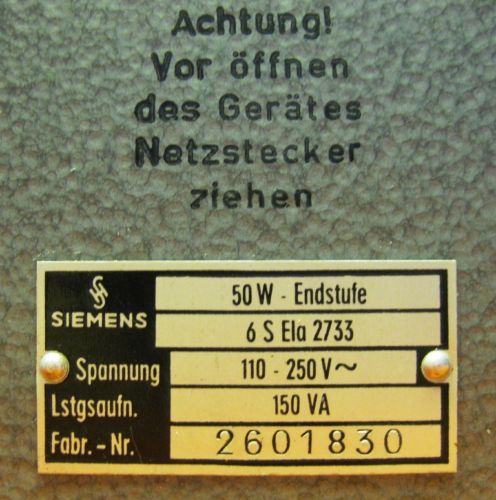 Achtung!
Vor öffnen
des Gerätes
Netzstecker
ziehen
SIEMENS
50 W - Endstufe
6 S Ela 2733
Spannung 110 - 250 V ~
Lstgsaufn. 150 VA
Fabr. - Nr. 2601830